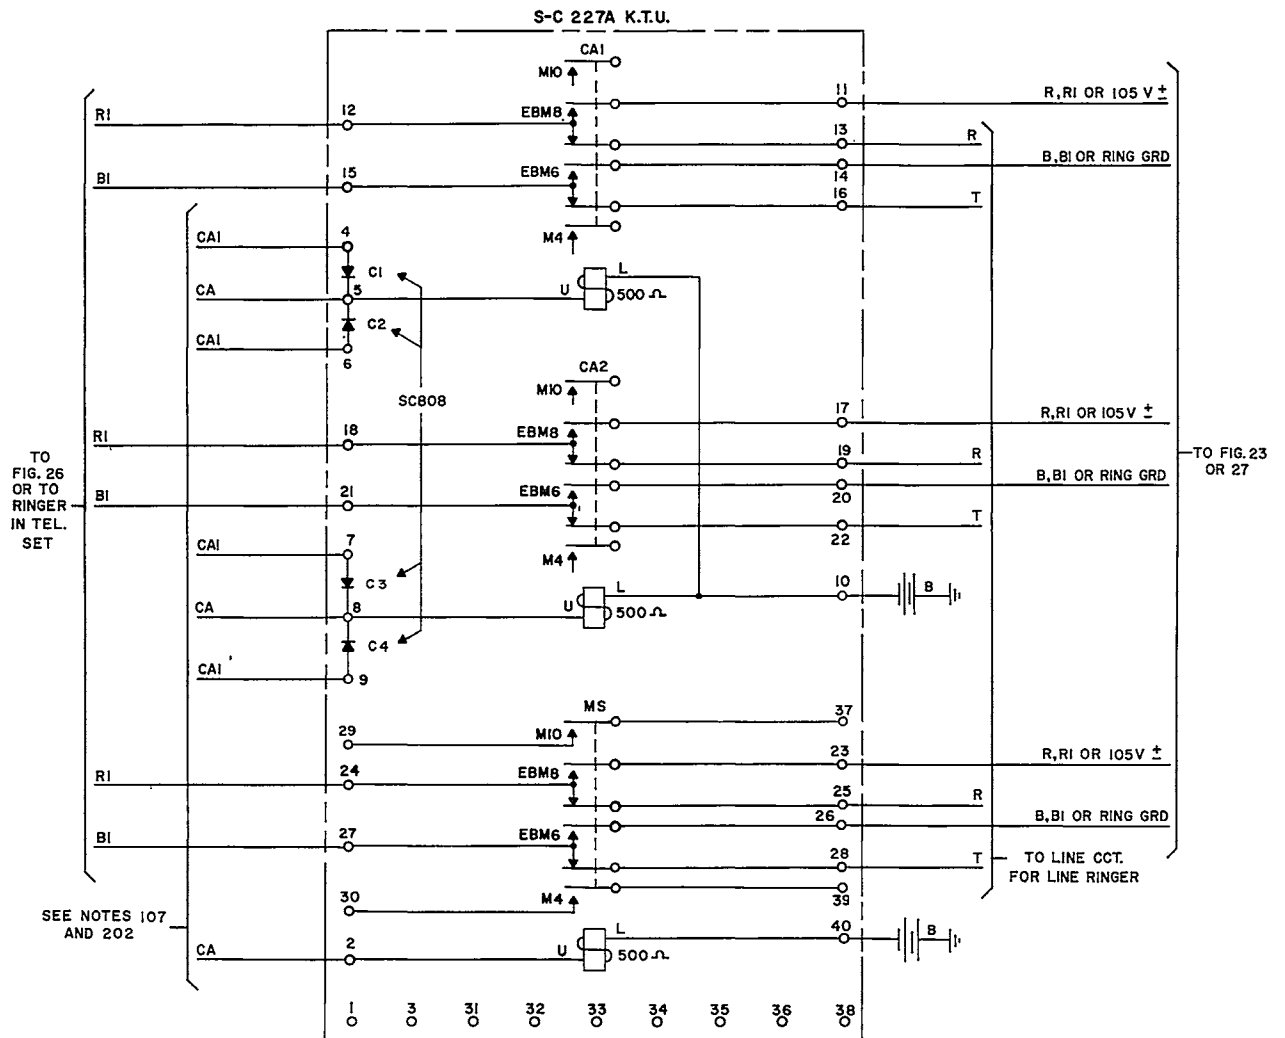 S-C 227A K.T.U.
CA1
M10
11
R,R1 OR 105 V ±
R1
12
EBM8
13
R
B,B1 OR RING GRD
B1
15
EBM6
14
16
T
CA1
4
M4
C1
L
CA
5
U
500 Ω
C2
CA1
6
CA2
M10
SC808
17
R,R1 OR 105V ±
R1
18
EBM8
19
R
TO
FIG. 26
OR TO
RINGER
IN TEL.
SET
TO FIG.23
OR 27
B,B1 OR RING GRD
B1
21
EBM6
20
T
22
CA1
7
M4
C3
L
10
B
CA
8
U
500 Ω
C4
CA1
9
MS
37
29
M10
23
R,R1 OR 105V ±
R1
24
EBM8
25
R
26
B,B1 OR RING GRD
B1
27
EBM6
28
T
TO LINE CCT.
FOR LINE RINGER
30
M4
39
SEE NOTES 107
AND 202
L
40
B
CA
2
U
500 Ω
1 3 31 32 33 34 35 36 38